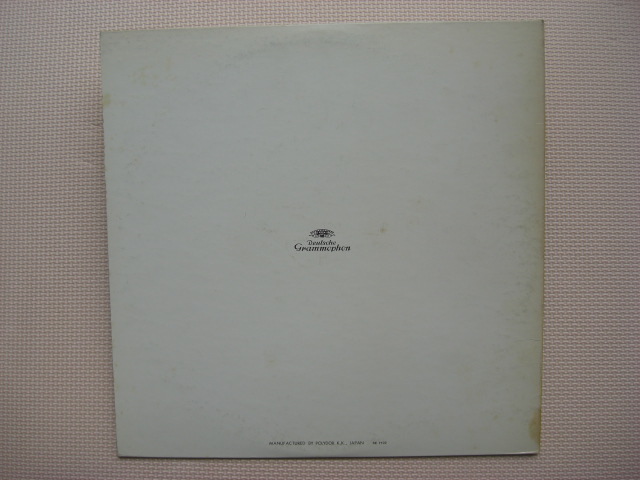 Deutsche
Grammophon
MANUFACTURED BY POLYDOR K.K., JAPAN